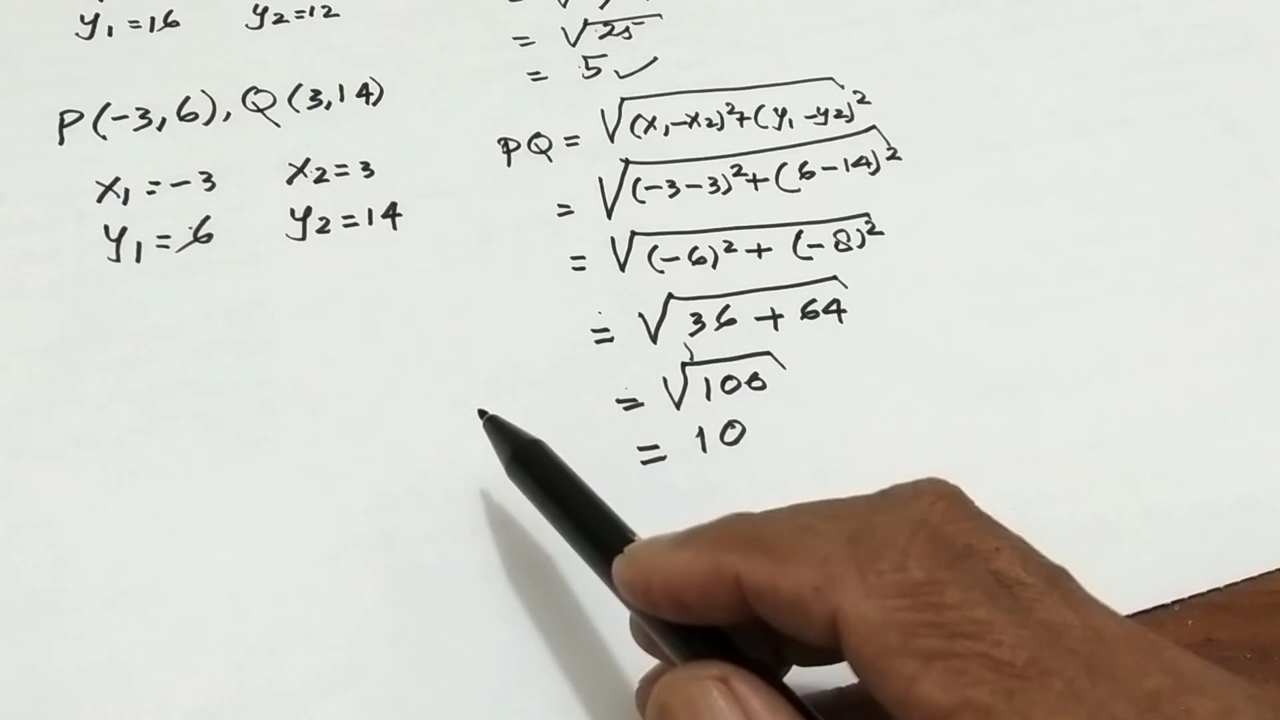 y₁=16 y₂=12
= √25
= 5 ✓
P(-3,6), Q(3,14)
x₁=-3 x₂=3
y₁=6 y₂=14
PQ = √(x₁-x₂)²+(y₁-y₂)²
= √(-3-3)²+(6-14)²
= √(-6)²+(-8)²
= √36+64
= √100
= 10